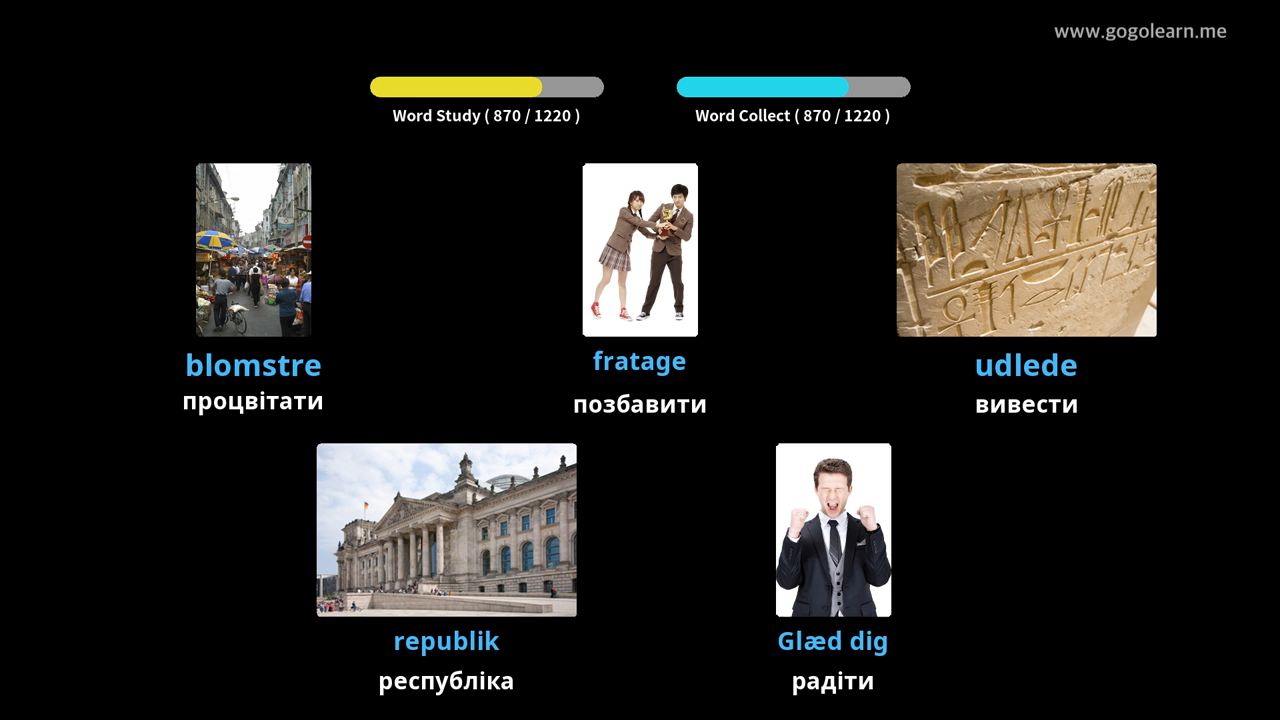 www.gogolearn.me
Word Study ( 870 / 1220 )
Word Collect ( 870 / 1220 )
blomstre
процвітати
fratage
позбавити
udlede
вивести
republik
республіка
Glæd dig
радіти